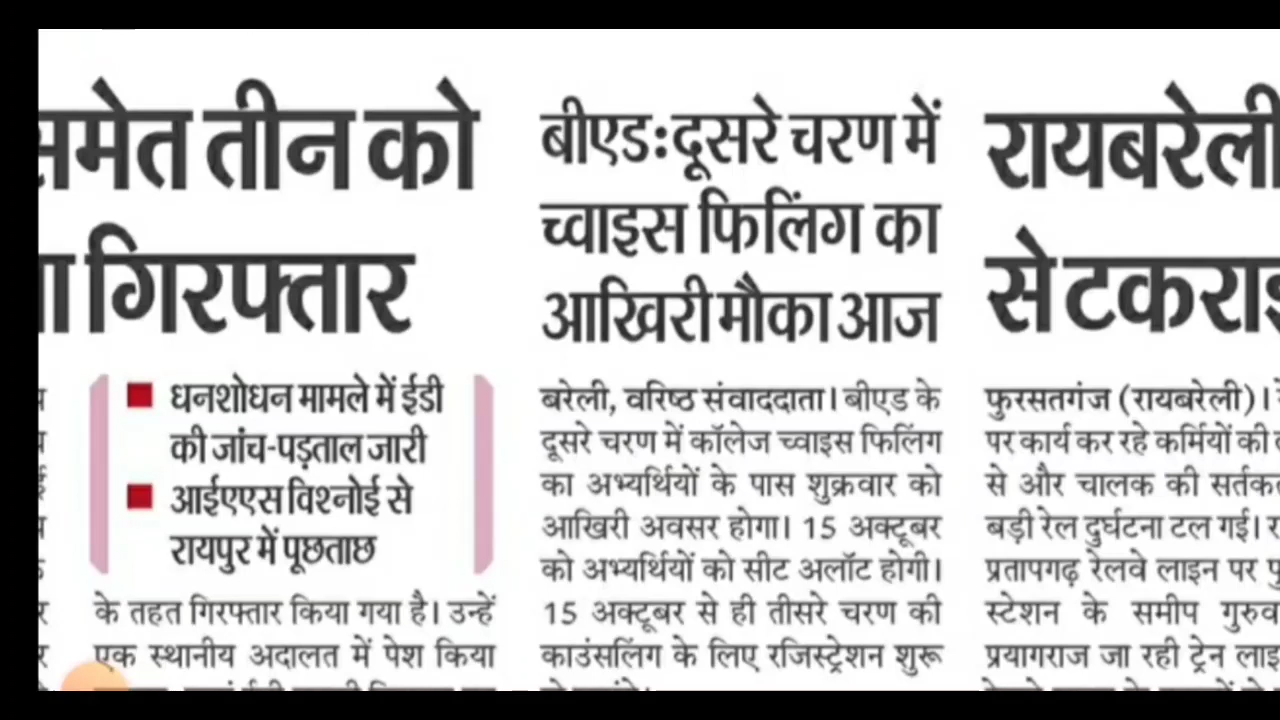 समेत तीन को
गिरफ्तार
धनशोधन मामले में ईडी
की जांच-पड़ताल जारी
आईएएस विश्नोई से
रायपुर में पूछताछ
के तहत गिरफ्तार किया गया है। उन्हें
एक स्थानीय अदालत में पेश किया
बीएड:दूसरे चरण में
च्वाइस फिलिंग का
आखिरी मौका आज
बरेली, वरिष्ठ संवाददाता। बीएड के
दूसरे चरण में कॉलेज च्वाइस फिलिंग
का अभ्यर्थियों के पास शुक्रवार को
आखिरी अवसर होगा। 15 अक्टूबर
को अभ्यर्थियों को सीट अलॉट होगी।
15 अक्टूबर से ही तीसरे चरण की
काउंसलिंग के लिए रजिस्ट्रेशन शुरू
रायबरेली
से टकराई
फुरसतगंज (रायबरेली)।
पर कार्य कर रहे कर्मियों की
से और चालक की सर्तक
बड़ी रेल दुर्घटना टल गई।
प्रतापगढ़ रेलवे लाइन पर
स्टेशन के समीप गुरुव
प्रयागराज जा रही ट्रेन लाइ